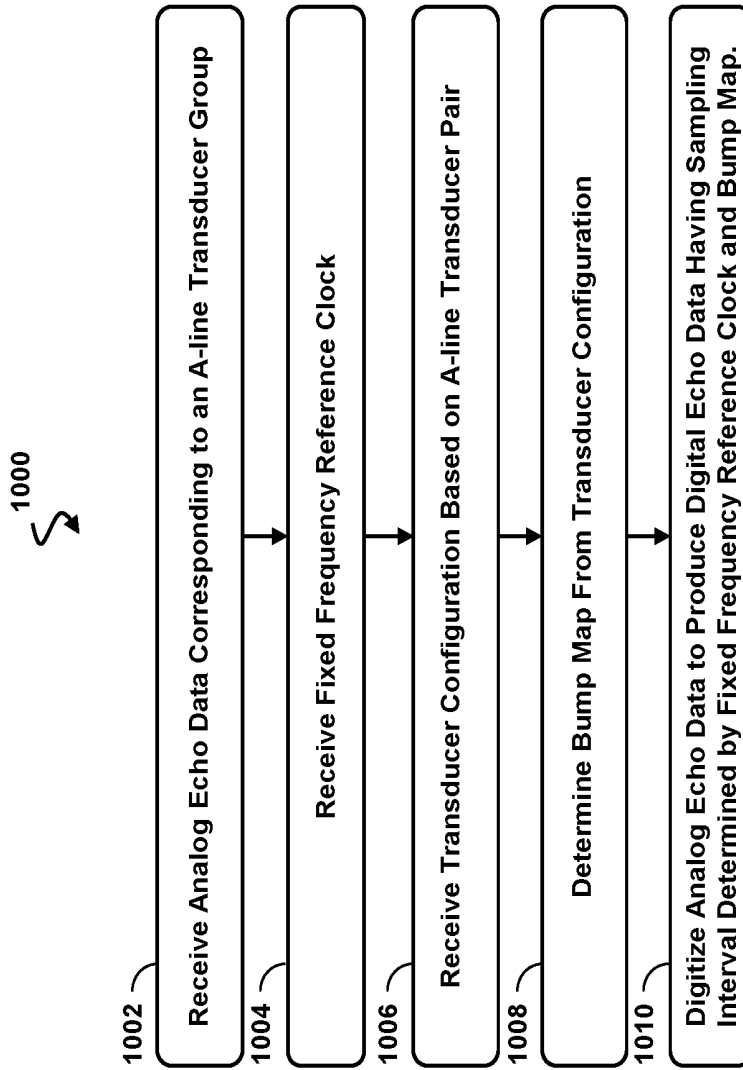 1000
1002
Receive Analog Echo Data Corresponding to an A-line Transducer Group
1004
Receive Fixed Frequency Reference Clock
1006
Receive Transducer Configuration Based on A-line Transducer Pair
1008
Determine Bump Map From Transducer Configuration
1010
Digitize Analog Echo Data to Produce Digital Echo Data Having Sampling
Interval Determined by Fixed Frequency Reference Clock and Bump Map.